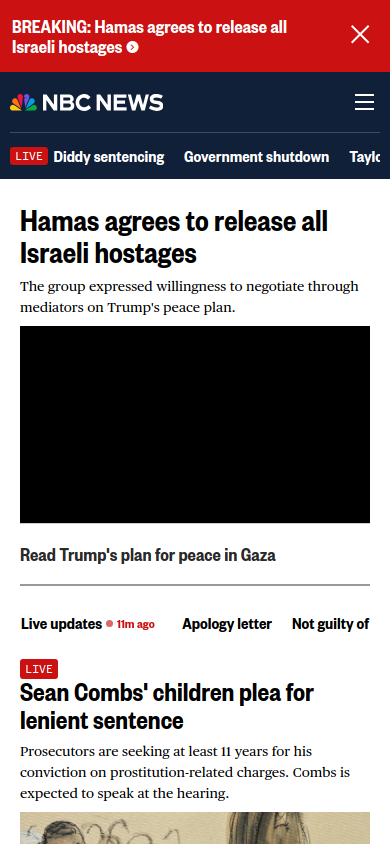 BREAKING: Hamas agrees to release all
Israeli hostages
NBC NEWS
LIVE Diddy sentencing Government shutdown
Hamas agrees to release all
Israeli hostages
The group expressed willingness to negotiate through
mediators on Trump's peace plan.
Read Trump's plan for peace in Gaza
Live updates 11m ago Apology letter Not guilty of
LIVE
Sean Combs' children plea for
lenient sentence
Prosecutors are seeking at least 11 years for his
conviction on prostitution-related charges. Combs is
expected to speak at the hearing.